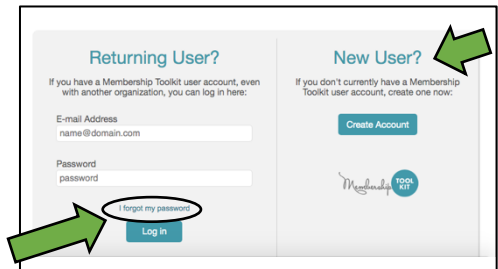 Returning User?
If you have a Membership Toolkit user account, even
with another organization, you can log in here:
E-mail Address
name@domain.com
Password
password
I forgot my password
Log in
New User?
If you don't currently have a Membership
Toolkit user account, create one now:
Create Account
Membership TOOL
KIT